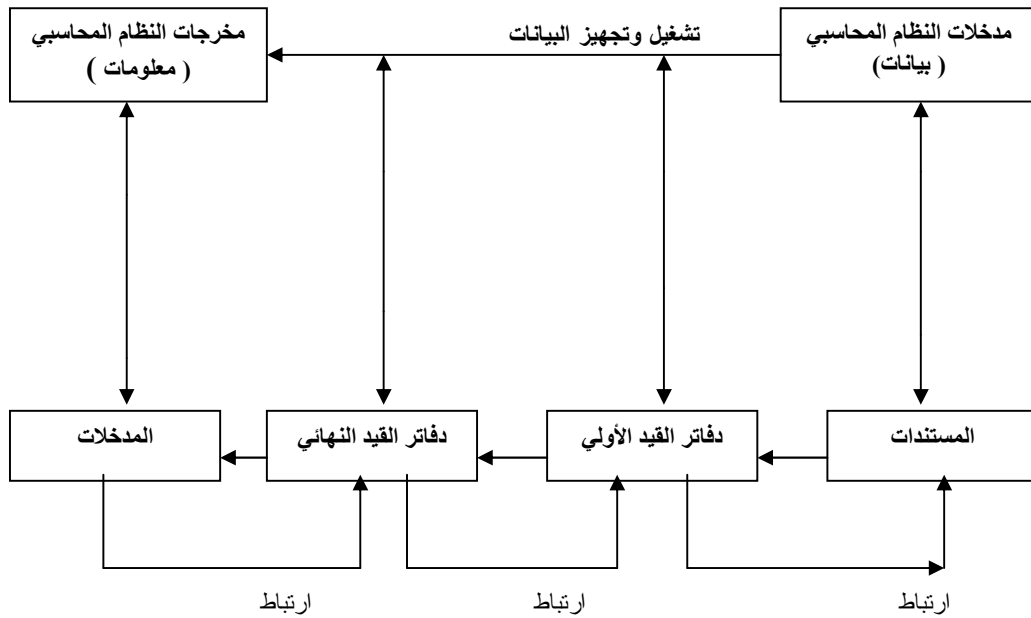 مدخلات النظام المحاسبي
( بيانات)
تشغيل وتجهيز البيانات
مخرجات النظام المحاسبي
( معلومات )
المستندات
دفاتر القيد الأولي
دفاتر القيد النهائي
المدخلات
ارتباط
ارتباط
ارتباط